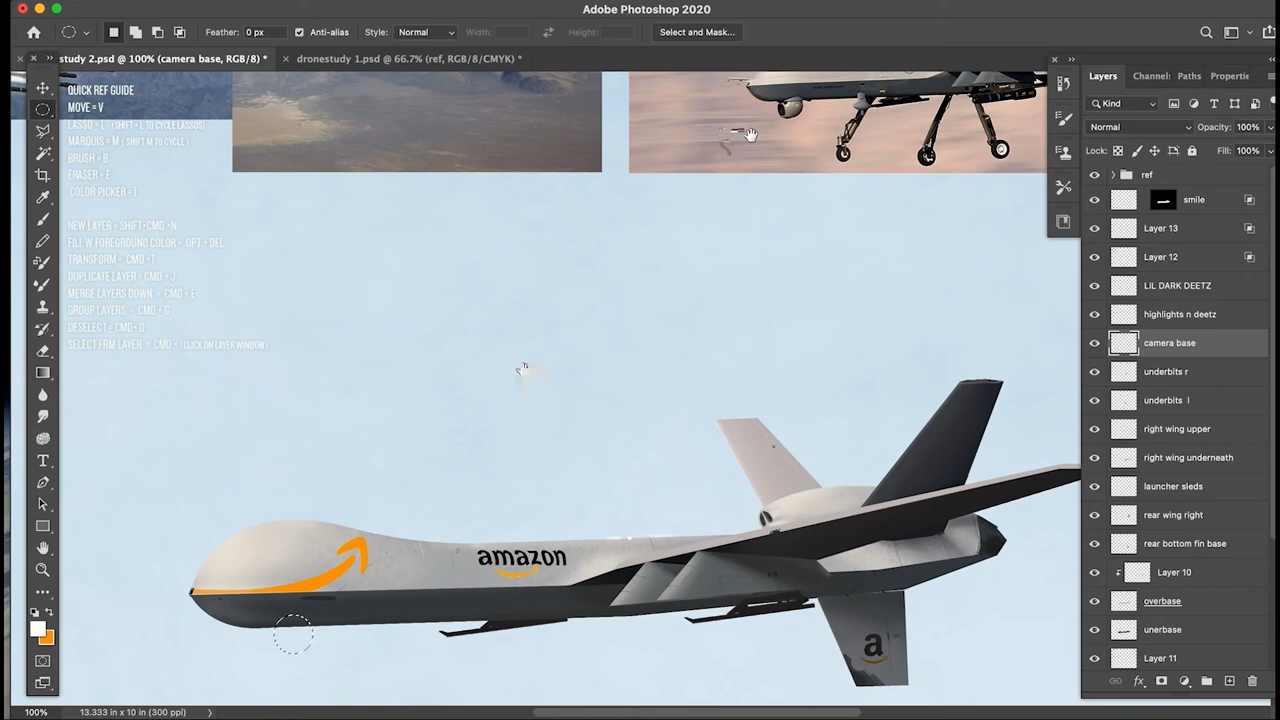 Adobe Photoshop 2020
Feather: 0 px
Anti-alias
Style: Normal
Width:
Height:
Select and Mask...
study 2.psd @ 100% (camera base, RGB/8) *
dronestudy 1.psd @ 66.7% (ref, RGB/8/CMYK) *
QUICK REF GUIDE
MOVE = V
LASSO = L (SHIFT + L TO CYCLE LASSOS)
MARQUIS = M ( SHIFT M TO CYCLE )
BRUSH = B
ERASER = E
COLOR PICKER = I
NEW LAYER = SHIFT+CMD +N
FILL W FOREGROUND COLOR = OPT + DEL
TRANSFORM = CMD +T
DUPLICATE LAYER = CMD + J
MERGE LAYERS DOWN = CMD + E
GROUP LAYERS = CMD + G
DESELECT = CMD+ D
SELECT FRM LAYER = CMD + (CLICK ON LAYER WINDOW)
amazon
a
Layers
Channel:
Paths
Propertie
Kind
Normal
Opacity: 100%
Lock:
Fill: 100%
ref
smile
Layer 13
Layer 12
LIL DARK DEETZ
highlights n deetz
camera base
underbits r
underbits l
right wing upper
right wing underneath
launcher sleds
rear wing right
rear bottom fin base
Layer 10
overbase
unerbase
Layer 11
fx
100%
13.333 in x 10 in (300 ppi)